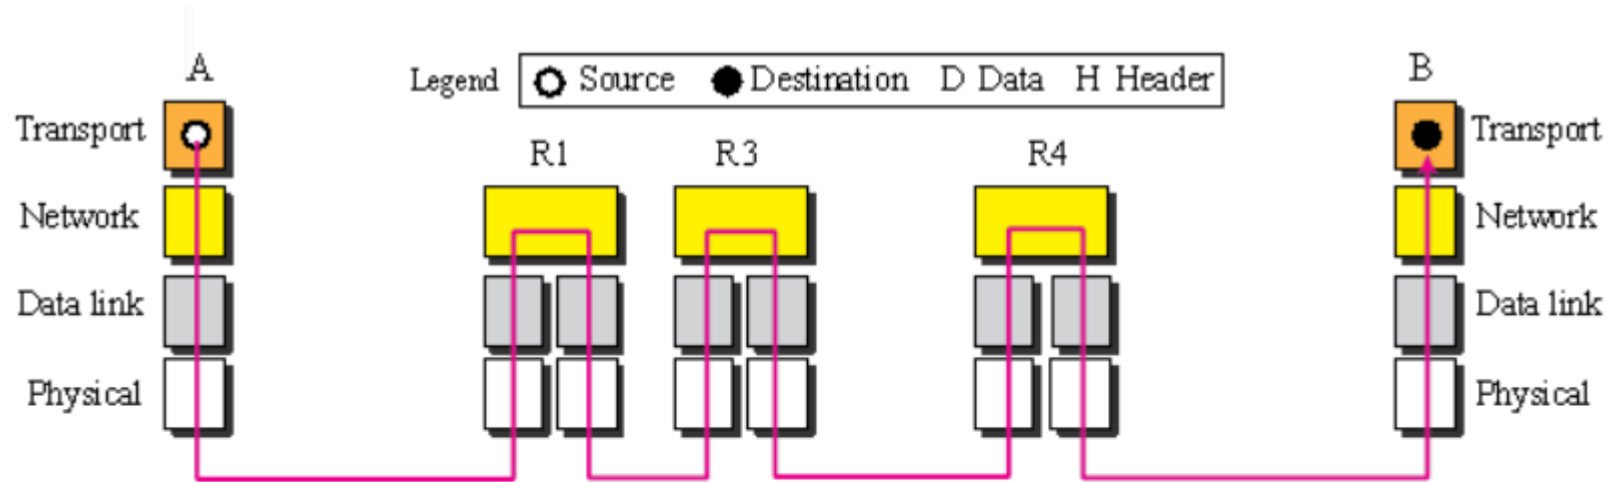 A
Legend Source Destination D Data H Header
B
Transport
Transport
R1 R3 R4
Network
Network
Data link
Data link
Physical
Physical